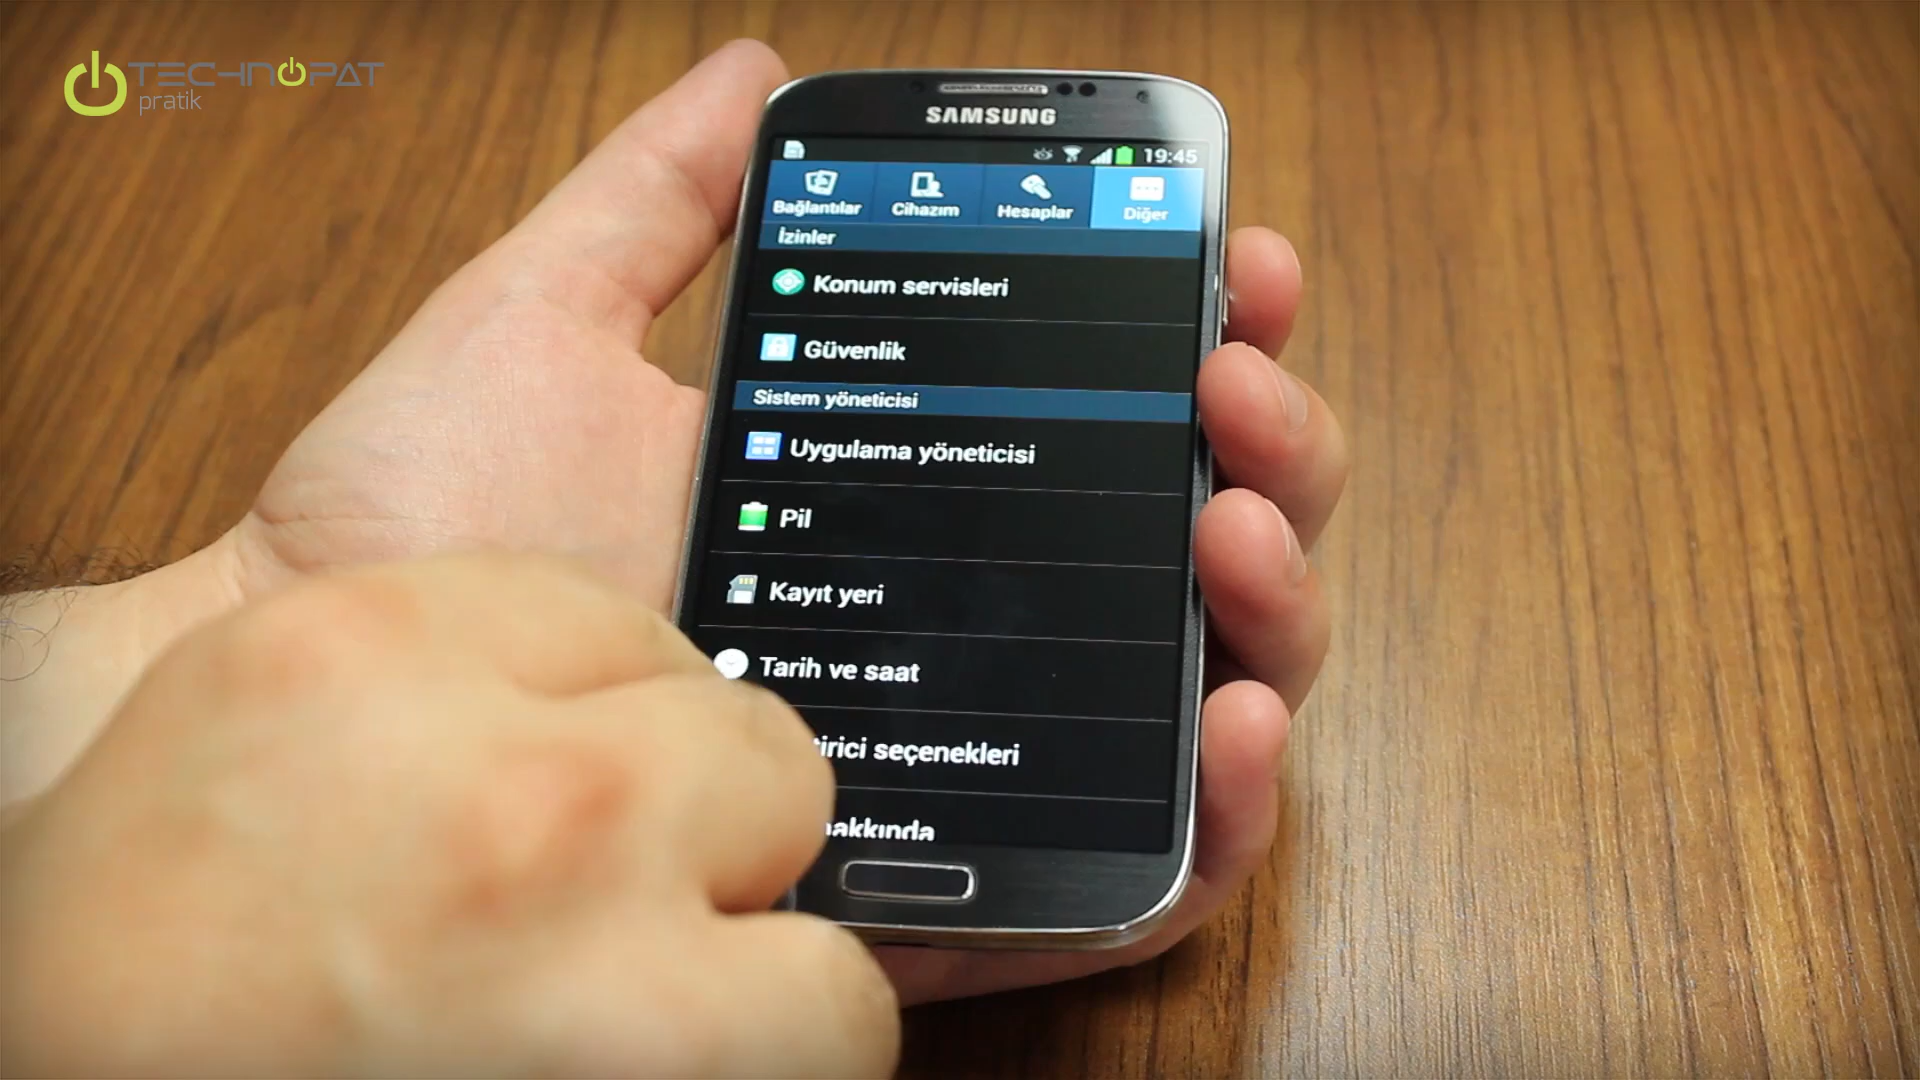 TECHNOPAT
pratik
SAMSUNG
19:45
Bağlantılar Cihazım Hesaplar Diğer
İzinler
Konum servisleri
Güvenlik
Sistem yöneticisi
Uygulama yöneticisi
Pil
Kayıt yeri
Tarih ve saat
seçenekleri
hakkında